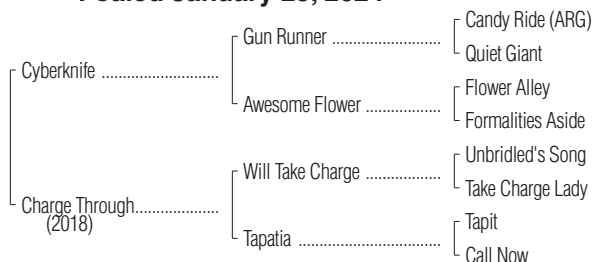 Foaled January 28, 2024
Candy Ride (ARG)
Gun Runner ........................
Quiet Giant
Cyberknife ..........................
Flower Alley
Awesome Flower .................
Formalities Aside
Unbridled's Song
Will Take Charge .................
Take Charge Lady
Charge Through...................
(2018)
Tapit
Tapatia ................................
Call Now